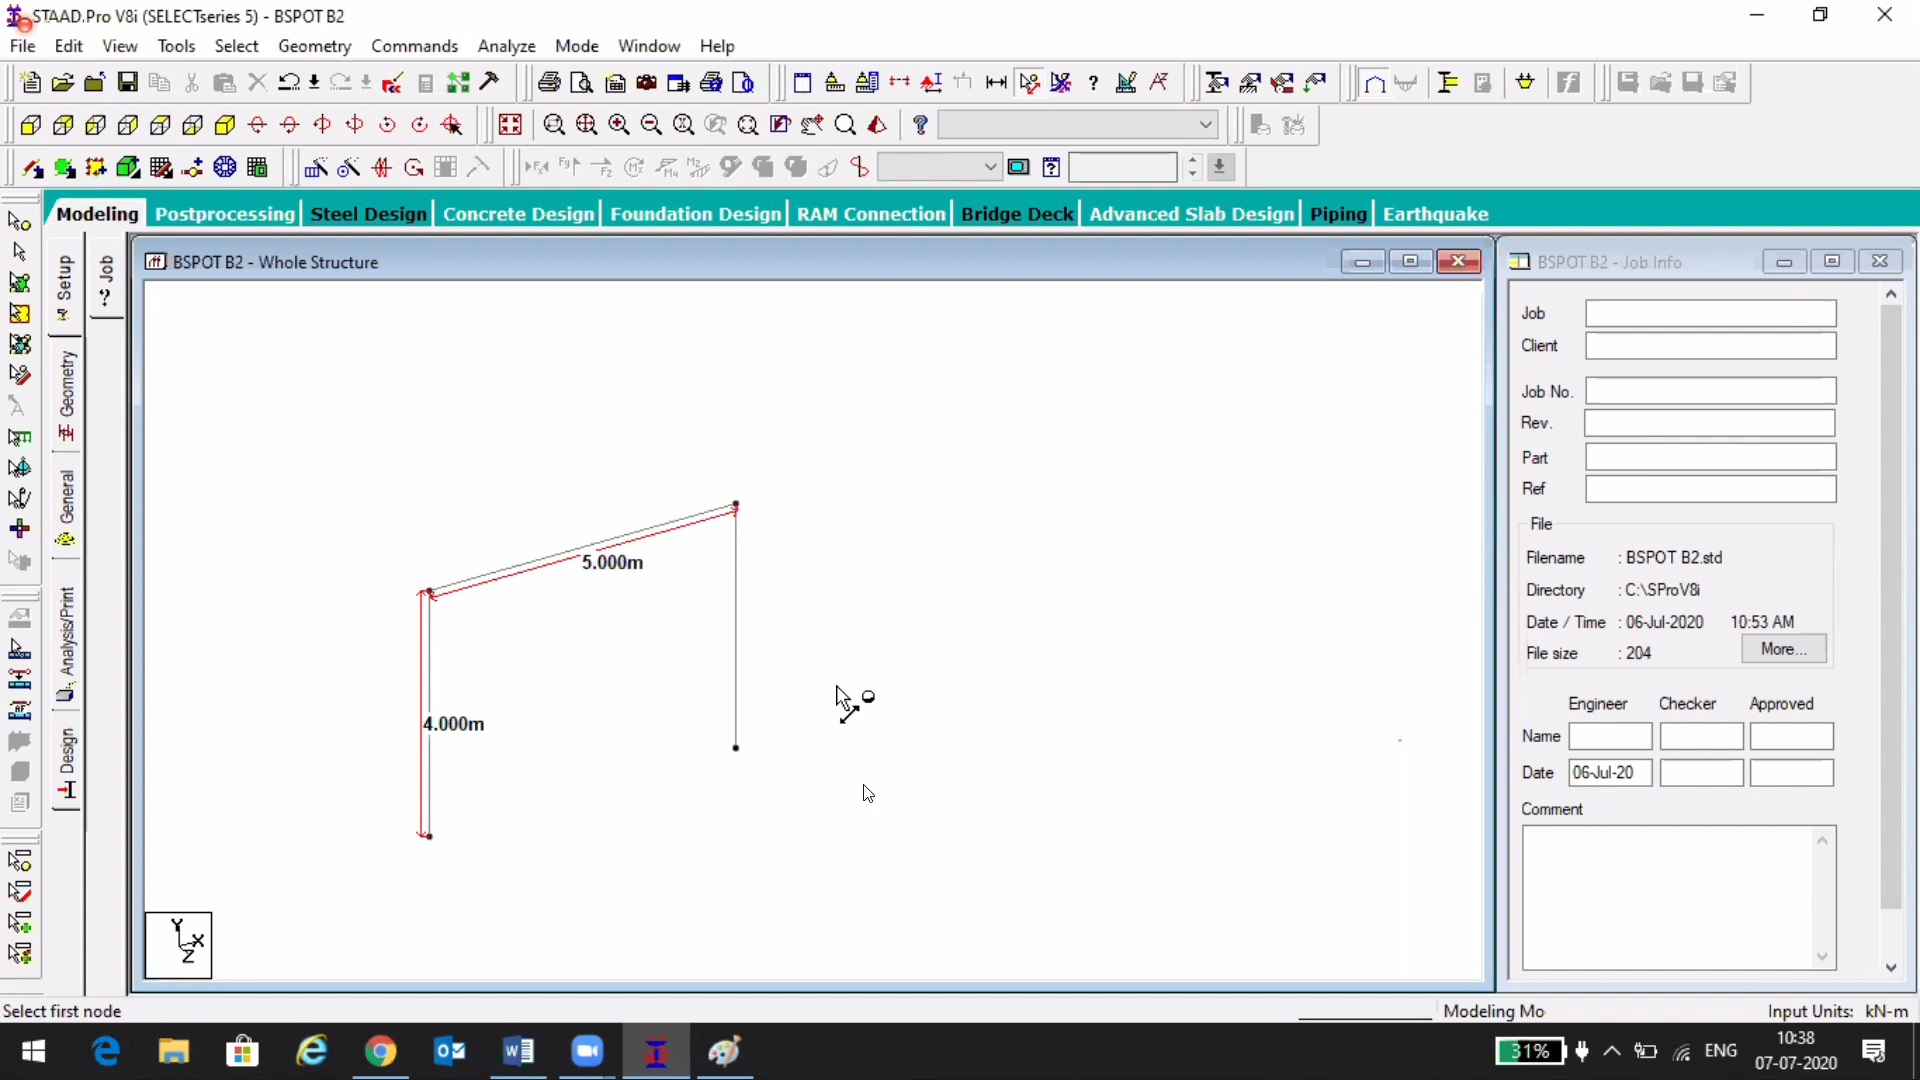 STAAD.Pro V8i (SELECTseries 5) - BSPOT B2
File Edit View Tools Select Geometry Commands Analyze Mode Window Help
Modeling Postprocessing Steel Design Concrete Design Foundation Design RAM Connection Bridge Deck Advanced Slab Design Piping Earthquake
Setup
Geometry
General
Analysis/Print
Design
Job
BSPOT B2 - Whole Structure
5.000m
4.000m
Y
X
Z
BSPOT B2 - Job Info
Job
Client
Job No.
Rev.
Part
Ref
File
Filename : BSPOT B2.std
Directory : C:\SProV8i
Date / Time : 06-Jul-2020 10:53 AM
File size : 204 More...
Engineer Checker Approved
Name
Date 06-Jul-20
Comment
Select first node
Modeling Mo
Input Units: kN-m
31%
ENG
10:38
07-07-2020